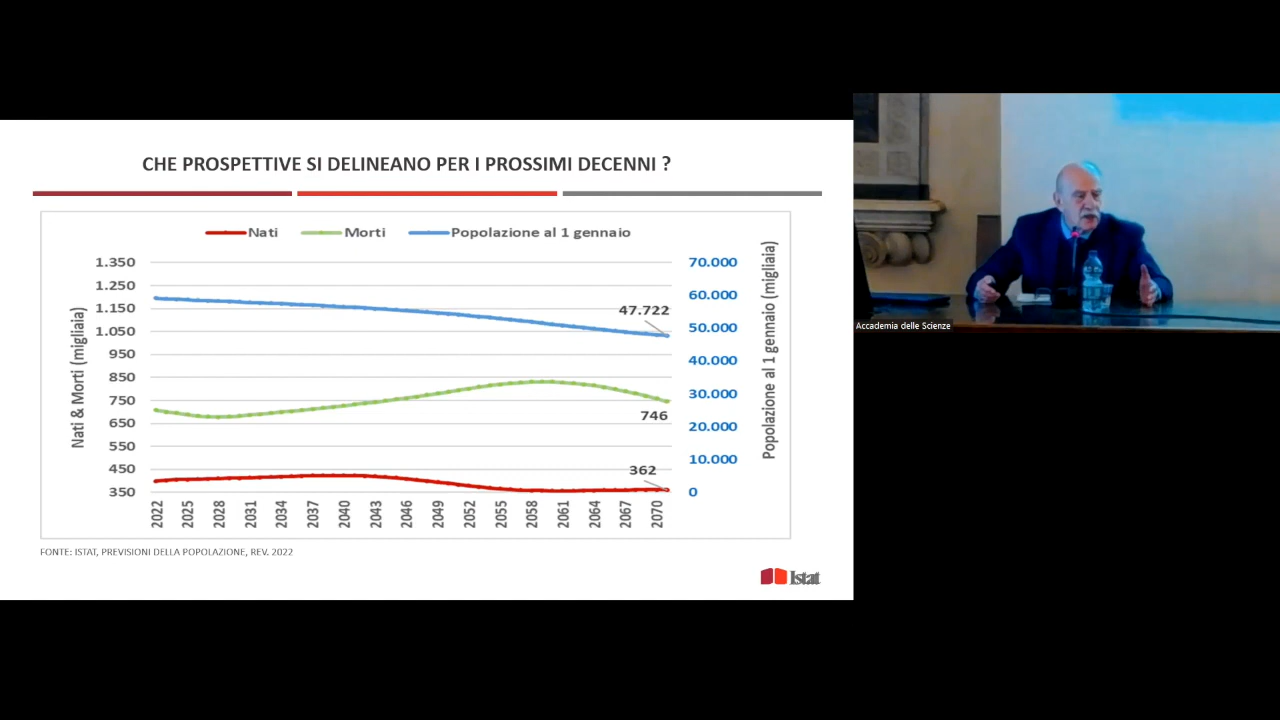 CHE PROSPETTIVE SI DELINEANO PER I PROSSIMI DECENNI ?
Nati Morti Popolazione al 1 gennaio
Nati & Morti (migliaia)
1.350
1.250
1.150
1.050
950
850
750
650
550
450
350
70.000
60.000
50.000
40.000
30.000
20.000
10.000
0
Popolazione al 1 gennaio (migliaia)
47.722
746
362
2022 2025 2028 2031 2034 2037 2040 2043 2046 2049 2052 2055 2058 2061 2064 2067 2070
FONTE: ISTAT, PREVISIONI DELLA POPOLAZIONE, REV. 2022
Istat
Accademia delle Scienze